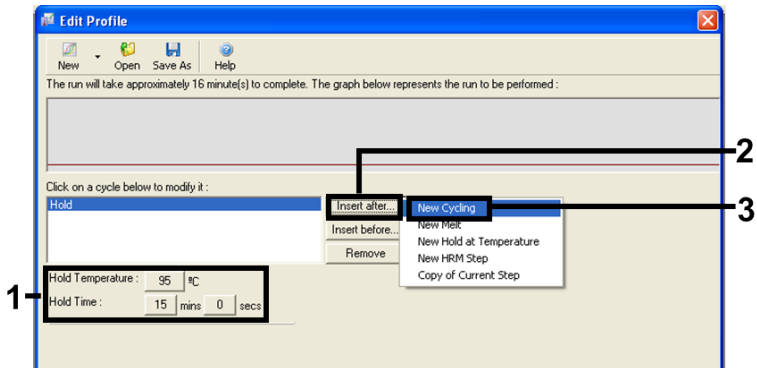 Edit Profile
New Open Save As Help
The run will take approximately 16 minute(s) to complete. The graph below represents the run to be performed :
2
Click on a cycle below to modify it :
Hold
Insert after...
New Cycling
3
Insert before...
New Melt
Remove
New Hold at Temperature
New HRM Step
Copy of Current Step
1
Hold Temperature : 95 ºC
Hold Time : 15 mins 0 secs